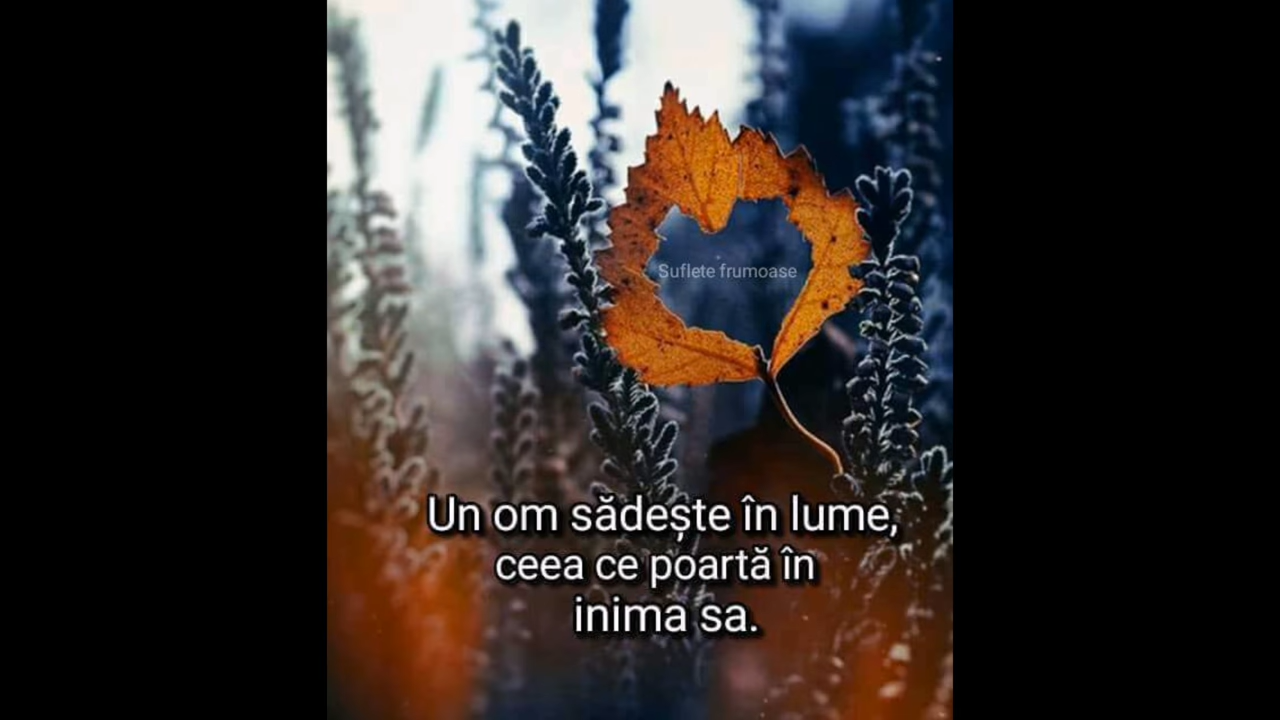 Suflete frumoase
Un om sădește în lume,
ceea ce poartă în
inima sa.